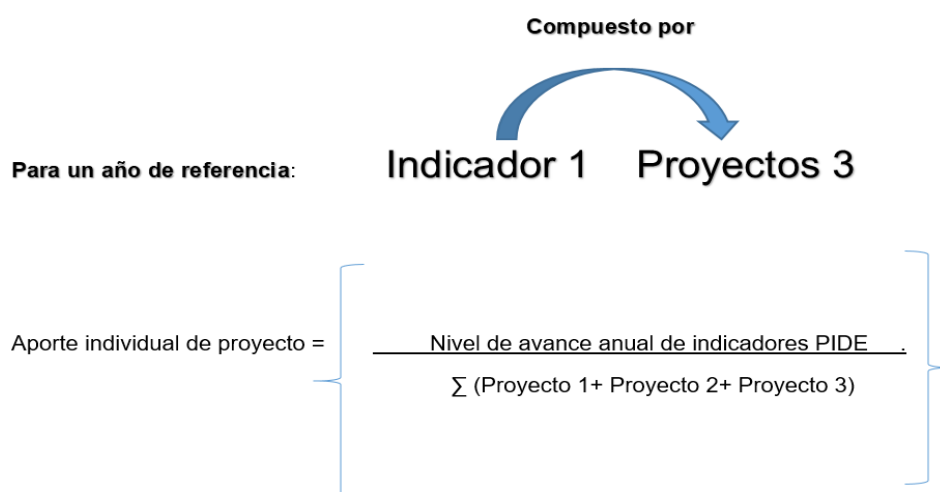 Compuesto por
Para un año de referencia:
Indicador 1 Proyectos 3
Aporte individual de proyecto =
Nivel de avance anual de indicadores PIDE .
∑ (Proyecto 1+ Proyecto 2+ Proyecto 3)